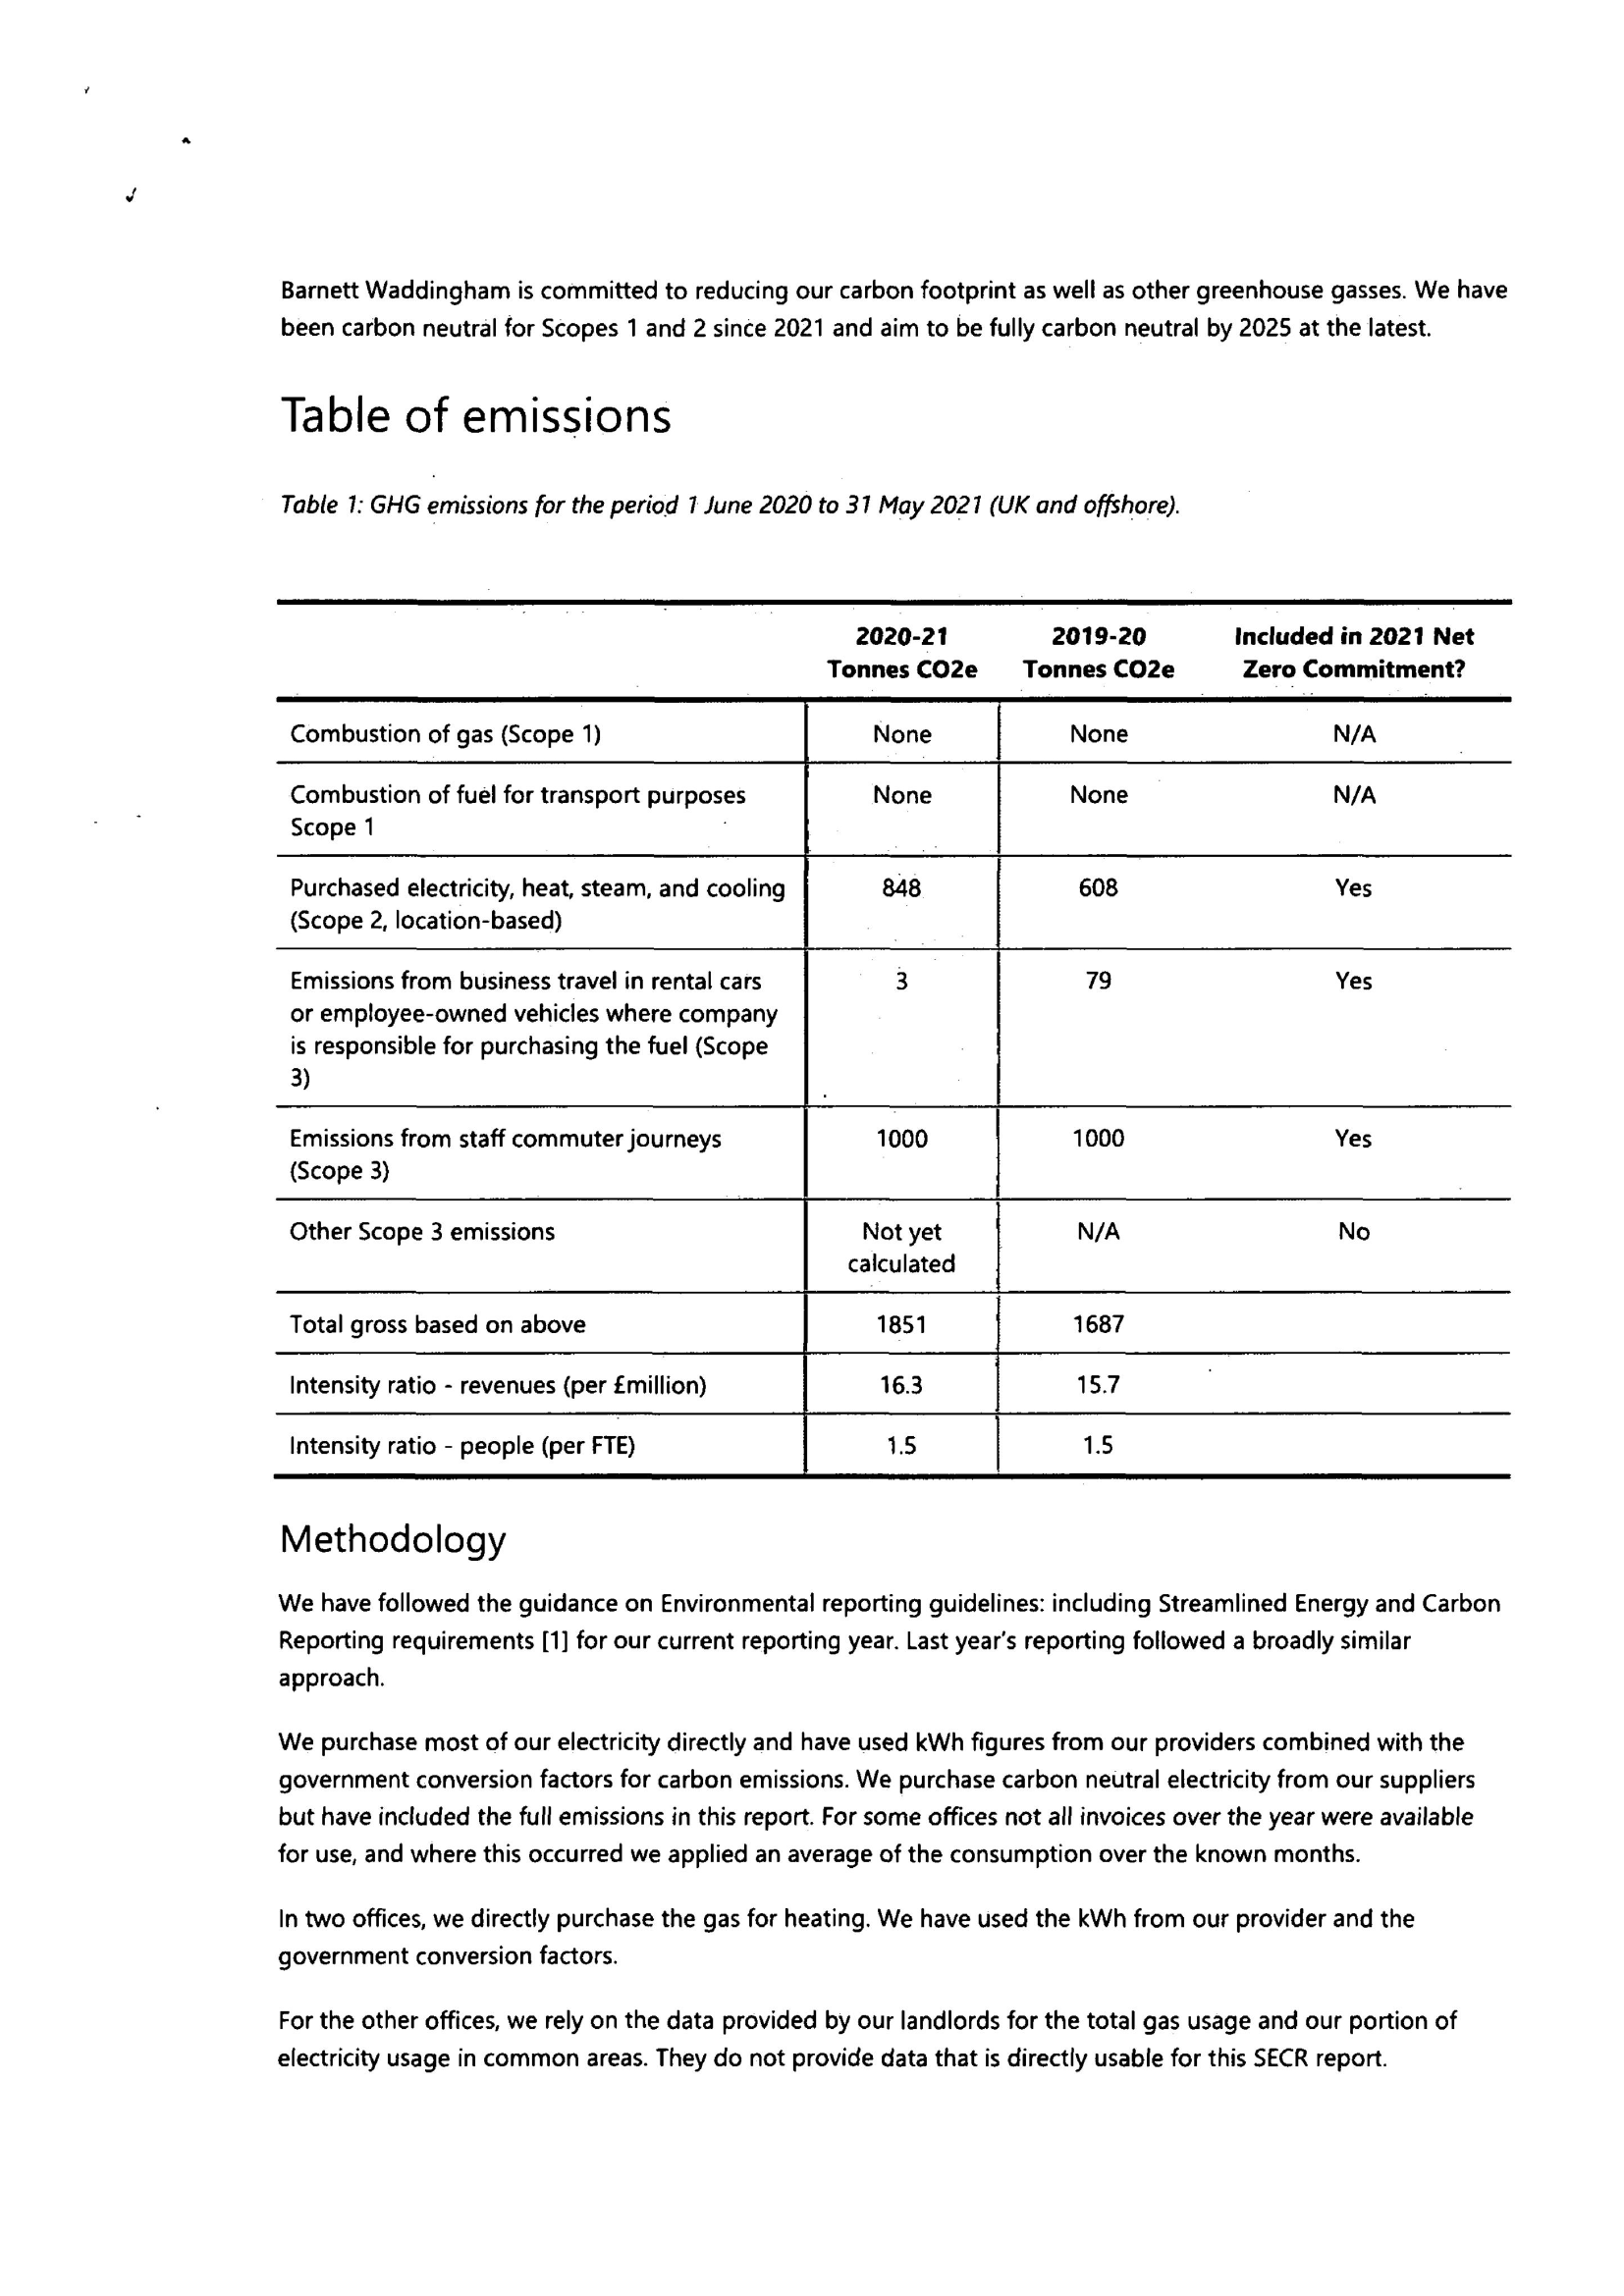 Barnett Waddingham is committed to reducing our carbon footprint as well as other greenhouse gasses. We have
been carbon neutral for Scopes 1 and 2 since 2021 and aim to be fully carbon neutral by 2025 at the latest.
Table of emissions
Table 1: GHG emissions for the period 1 June 2020 to 31 May 2021 (UK and offshore).
2020-21 2019-20 Included in 2021 Net
Tonnes CO2e Tonnes CO2e Zero Commitment?
Combustion of gas (Scope 1) None None N/A
Combustion of fuel for transport purposes None None N/A
Scope 1
Purchased electricity, heat, steam, and cooling 848 608 Yes
(Scope 2, location-based)
Emissions from business travel in rental cars 3 79 Yes
or employee-owned vehicles where company
is responsible for purchasing the fuel (Scope
3)
Emissions from staff commuter journeys 1000 1000 Yes
(Scope 3)
Other Scope 3 emissions Not yet N/A No
calculated
Total gross based on above 1851 1687
Intensity ratio - revenues (per £million) 16.3 15.7
Intensity ratio - people (per FTE) 1.5 1.5
Methodology
We have followed the guidance on Environmental reporting guidelines: including Streamlined Energy and Carbon
Reporting requirements [1] for our current reporting year. Last year's reporting followed a broadly similar
approach.
We purchase most of our electricity directly and have used kWh figures from our providers combined with the
government conversion factors for carbon emissions. We purchase carbon neutral electricity from our suppliers
but have included the full emissions in this report. For some offices not all invoices over the year were available
for use, and where this occurred we applied an average of the consumption over the known months.
In two offices, we directly purchase the gas for heating. We have used the kWh from our provider and the
government conversion factors.
For the other offices, we rely on the data provided by our landlords for the total gas usage and our portion of
electricity usage in common areas. They do not provide data that is directly usable for this SECR report.